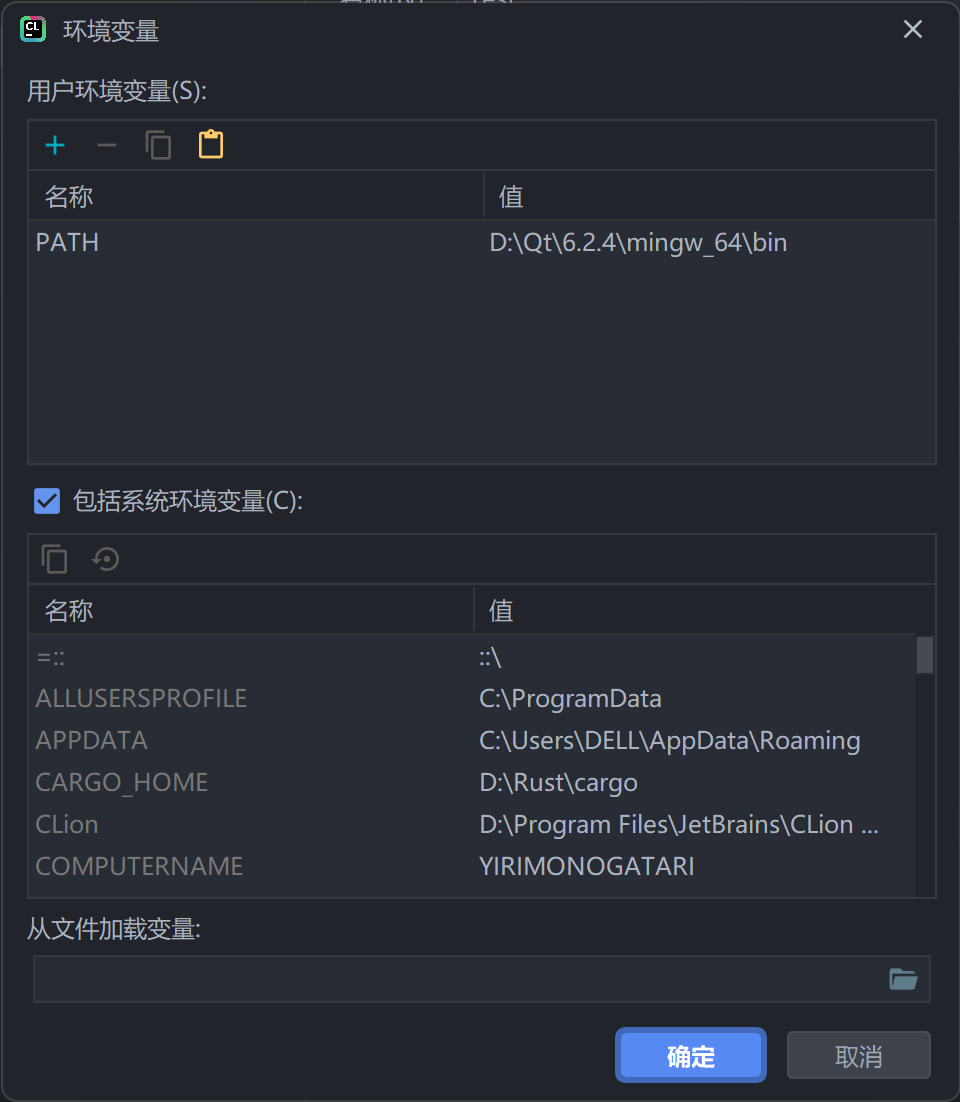 CL
环境变量
用户环境变量(S):
名称 值
PATH D:\Qt\6.2.4\mingw_64\bin
包括系统环境变量(C):
名称 值
=:: ::\
ALLUSERSPROFILE C:\ProgramData
APPDATA C:\Users\DELL\AppData\Roaming
CARGO_HOME D:\Rust\cargo
CLion D:\Program Files\JetBrains\CLion ...
COMPUTERNAME YIRIMONOGATARI
从文件加载变量:
确定 取消